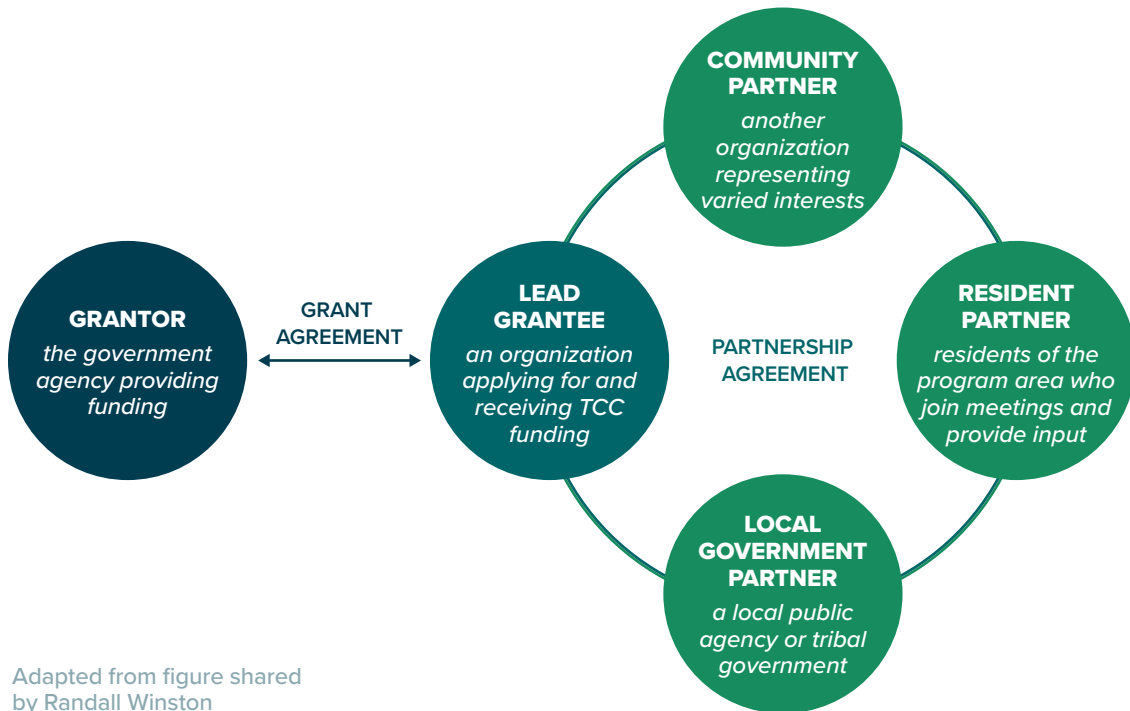 COMMUNITY
PARTNER
another
organization
representing
varied interests
GRANTOR
the government
agency providing
funding
GRANT
AGREEMENT
LEAD
GRANTEE
an organization
applying for and
receiving TCC
funding
PARTNERSHIP
AGREEMENT
RESIDENT
PARTNER
residents of the
program area who
join meetings and
provide input
LOCAL
GOVERNMENT
PARTNER
a local public
agency or tribal
government
Adapted from figure shared
by Randall Winston